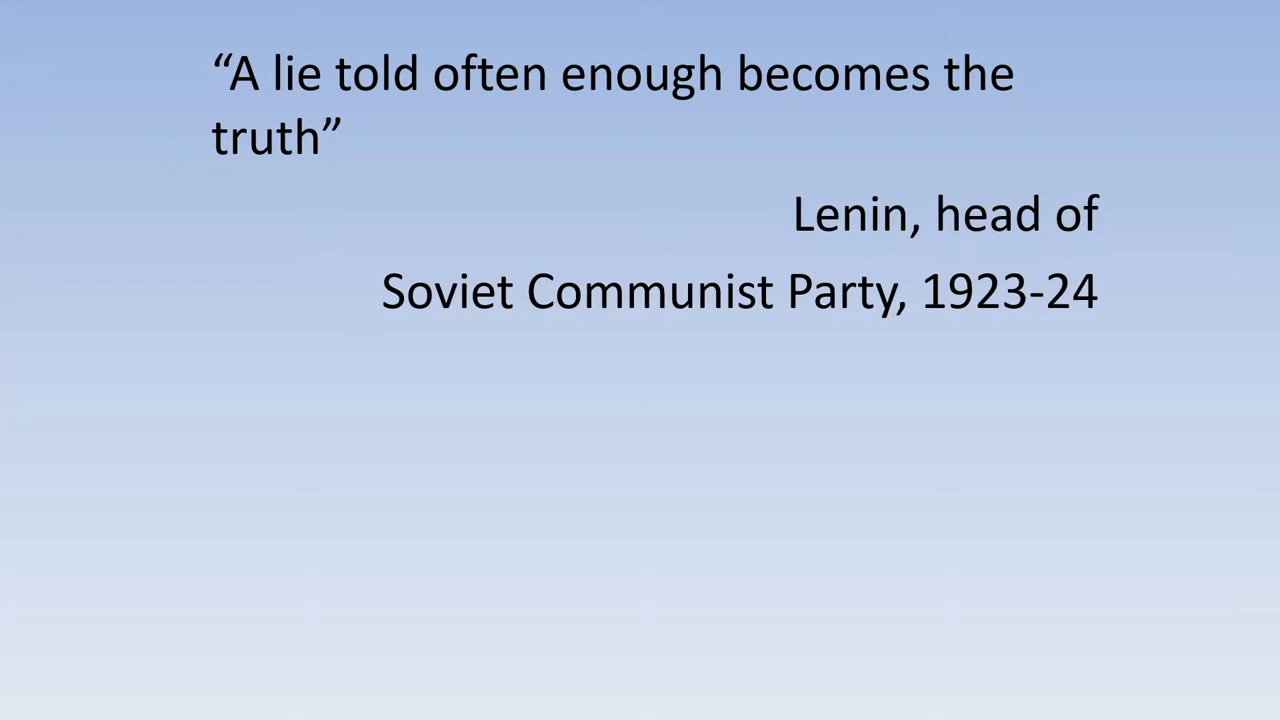 “A lie told often enough becomes the
truth”
Lenin, head of
Soviet Communist Party, 1923-24